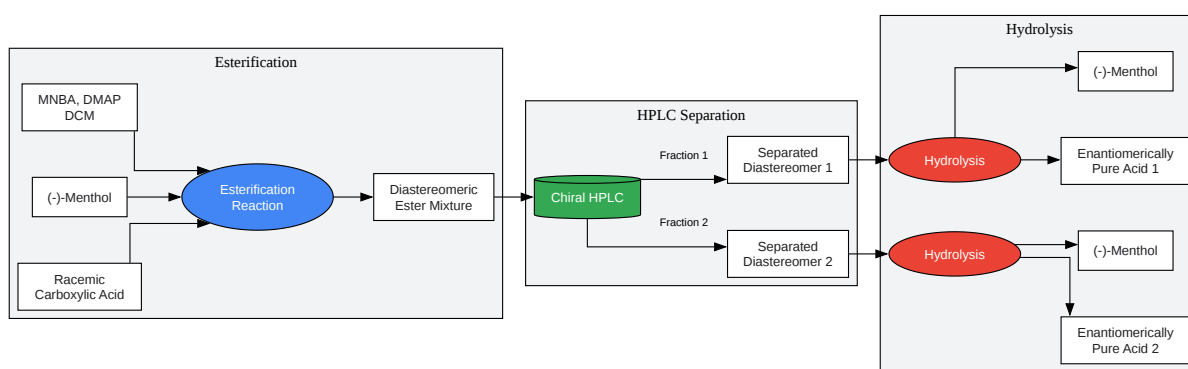 Esterification
MNBA, DMAP
DCM
(-)-Menthol
Racemic
Carboxylic Acid
Esterification
Reaction
Diastereomeric
Ester Mixture
HPLC Separation
Chiral HPLC
Fraction 1
Fraction 2
Separated
Diastereomer 1
Separated
Diastereomer 2
Hydrolysis
Hydrolysis
(-)-Menthol
Enantiomerically
Pure Acid 1
Hydrolysis
(-)-Menthol
Enantiomerically
Pure Acid 2